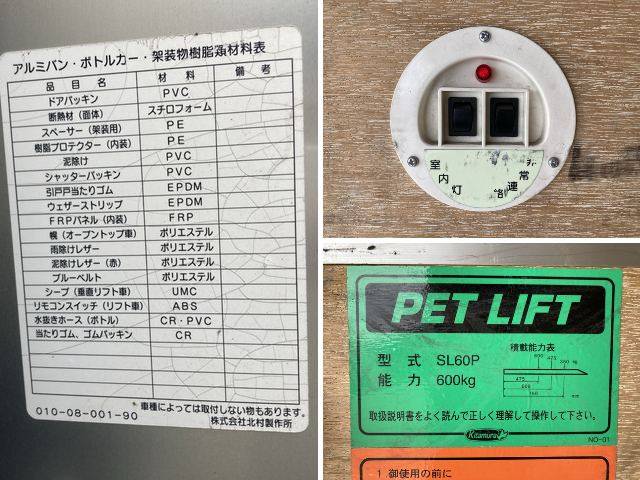 アルミバン・ボトルカー・架装物樹脂類材料表
品 目 名 材 料 備 考
ドアパッキン PVC
断熱材（面体） スチロフォーム
スペーサー（架装用） PE
樹脂プロテクター（内装） PE
泥除け PVC
シャッターパッキン PVC
引戸戸当たりゴム EPDM
ウェザーストリップ EPDM
FRPパネル（内装） FRP
幌（オープントップ車） ポリエステル
雨除けレザー ポリエステル
泥除けレザー（赤） ポリエステル
ブルーベルト ポリエステル
シーブ（垂直リフト車） UMC
リモコンスイッチ（リフト車） ABS
水抜きホース（ボトル） CR・PVC
当たりゴム、ゴムパッキン CR
010-08-001-90
車種によっては取付しない物もあります。
株式会社北村製作所
室内灯
非常連絡
PET LIFT
積載能力表
型 式 SL60P
能 力 600kg
600 475 350 kg
475
600
750 mm
取扱説明書をよく読んで正しく理解して操作して下さい。
Kitamura
NO-01
1.御使用の前に